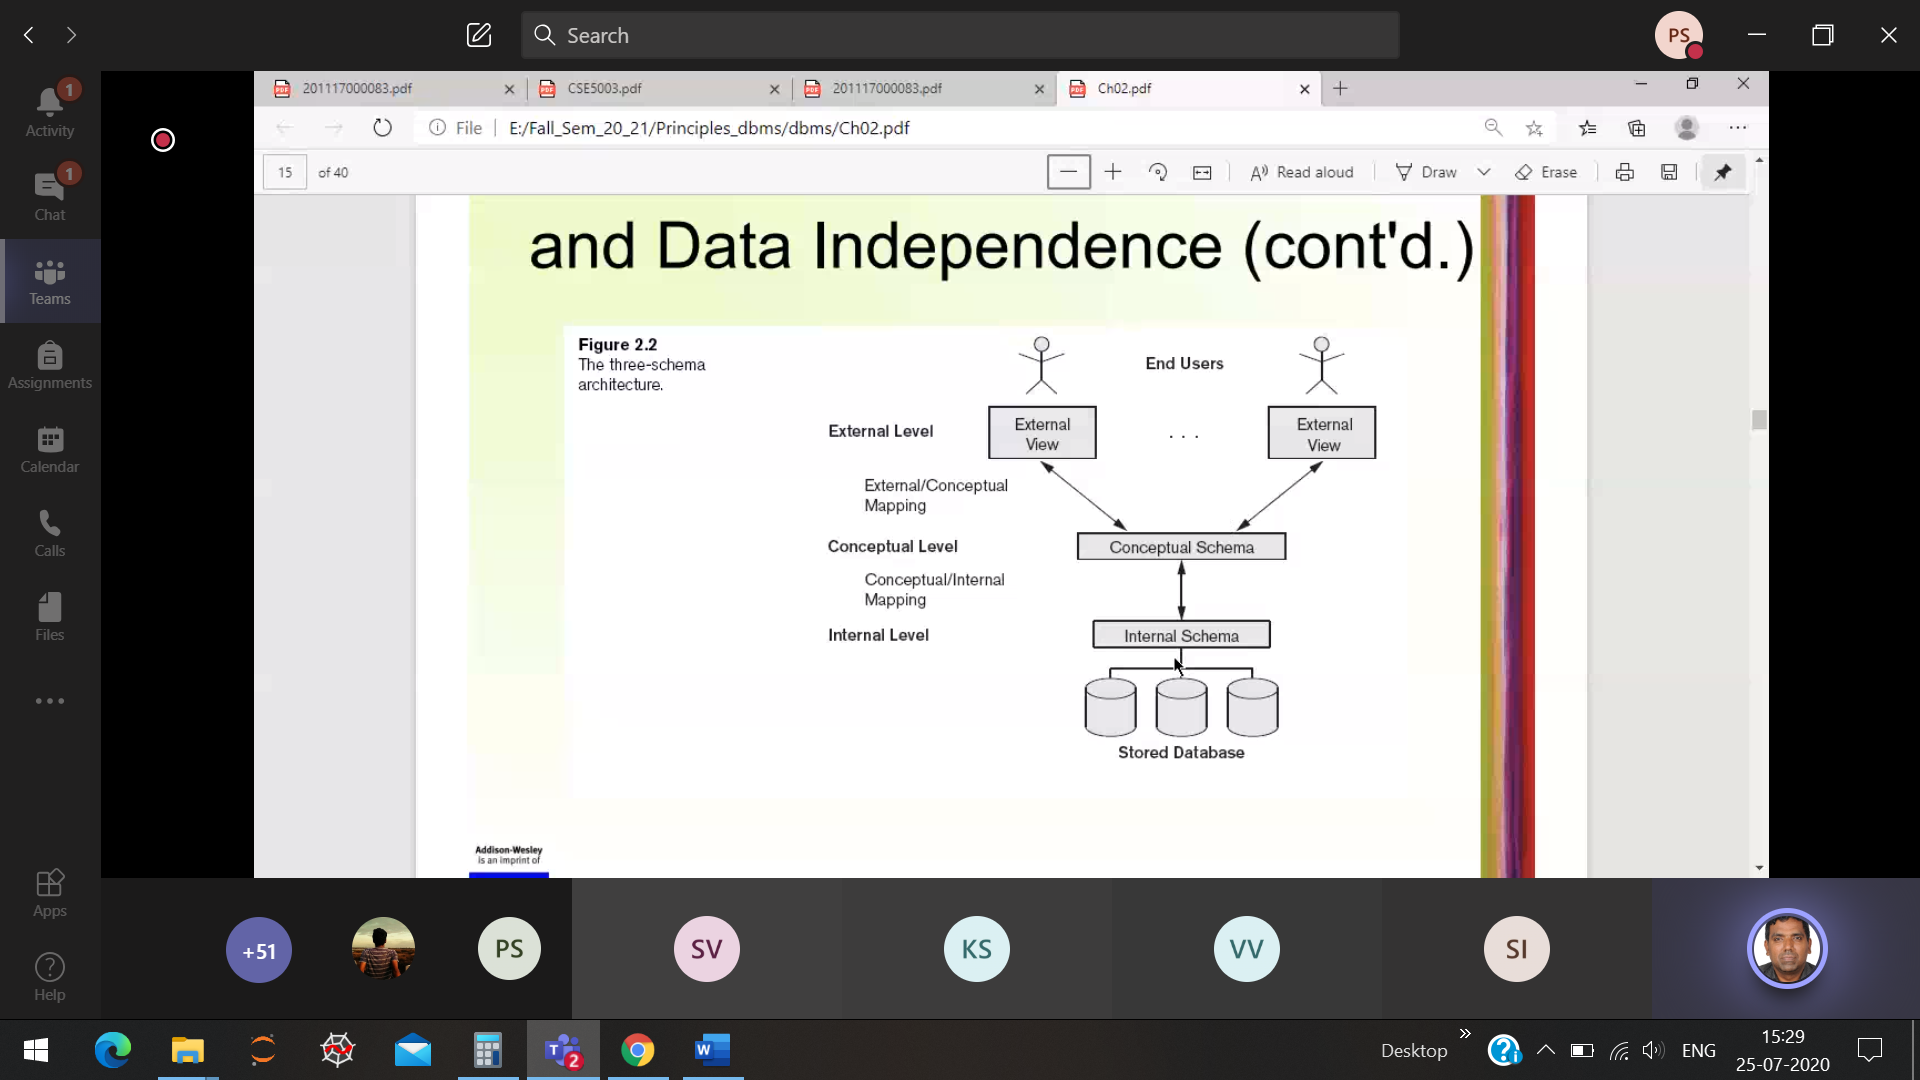 Search
PS
1
Activity
1
Chat
Teams
Assignments
Calendar
Calls
Files
Apps
Help
201117000083.pdf
CSE5003.pdf
201117000083.pdf
Ch02.pdf
File
E:/Fall_Sem_20_21/Principles_dbms/dbms/Ch02.pdf
15
of 40
Read aloud
Draw
Erase
and Data Independence (cont'd.)
Figure 2.2
The three-schema
architecture.
End Users
External Level
External
View
. . .
External
View
External/Conceptual
Mapping
Conceptual Level
Conceptual Schema
Conceptual/Internal
Mapping
Internal Level
Internal Schema
Stored Database
Addison-Wesley
is an imprint of
+51
PS
SV
KS
VV
SI
2
Desktop
ENG
15:29
25-07-2020